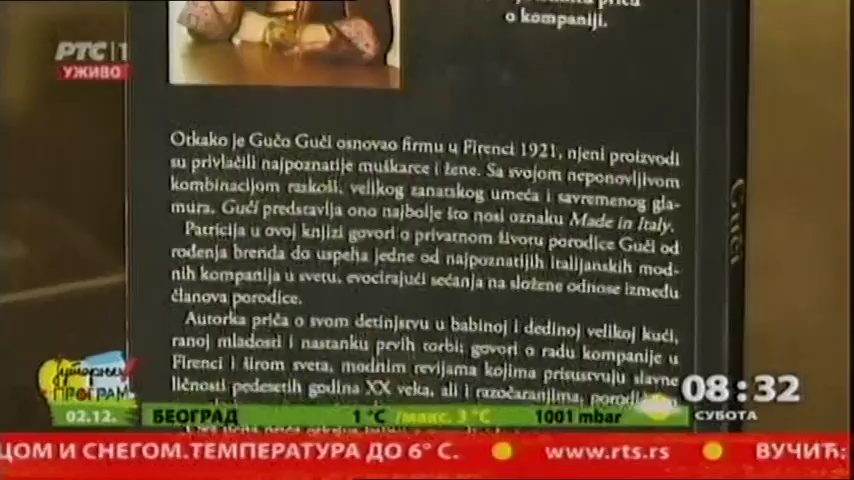 o kompaniji.
РТС 1
УЖИВО
Otkako je Gučo Guči osnovao firmu u Firenci 1921, njeni proizvodi
su privlačili najpoznatije muškarce i žene. Sa svojom neponovljivom
kombinacijom raskoši, velikog zanatskog umeća i savremenog gla-
mura, Guči predstavlja ono najbolje što nosi oznaku Made in Italy.
Patricija u ovoj knjizi govori o privatnom životu porodice Guči od
rođenja brenda do uspeha jedne od najpoznatijih italijanskih mod-
nih kompanija u svetu, evocirajući sećanja na složene odnose između
članova porodice.
Autorka priča o svom detinjstvu u babinoj i dedinoj velikoj kući,
ranoj mladosti i nastanku prvih torbi; govori o radu kompanije u
Firenci i širom sveta, modnim revijama kojima prisustvuju slavne
ličnosti pedesetih godina XX veka, ali i razočaranjima,
Guči
Јутарњи
ПРОГРАМ
02.12.
БЕОГРАД 1 °C /макс. 3 °C 1001 mbar
08:32
СУБОТА
ЦОМ И СНЕГОМ.ТЕМПЕРАТУРА ДО 6° С. www.rts.rs ВУЧИЋ: